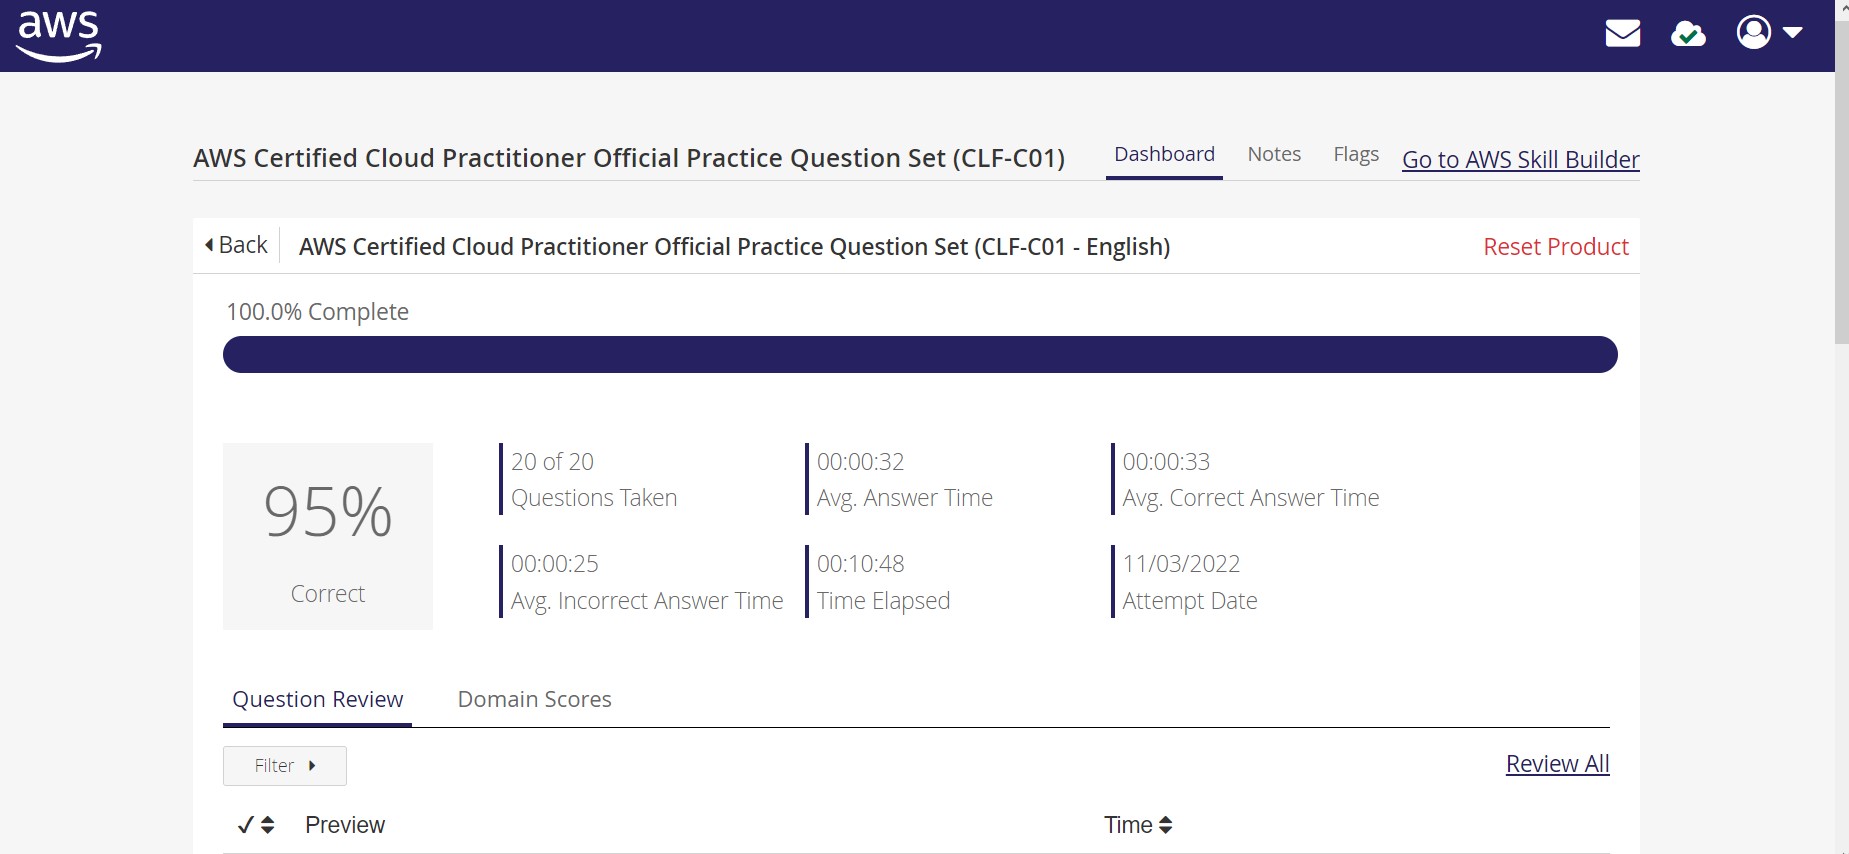 aws
AWS Certified Cloud Practitioner Official Practice Question Set (CLF-C01)
Dashboard
Notes
Flags
Go to AWS Skill Builder
Back
AWS Certified Cloud Practitioner Official Practice Question Set (CLF-C01 - English)
Reset Product
100.0% Complete
95%
Correct
20 of 20
Questions Taken
00:00:32
Avg. Answer Time
00:00:33
Avg. Correct Answer Time
00:00:25
Avg. Incorrect Answer Time
00:10:48
Time Elapsed
11/03/2022
Attempt Date
Question Review
Domain Scores
Filter
Review All
Preview
Time